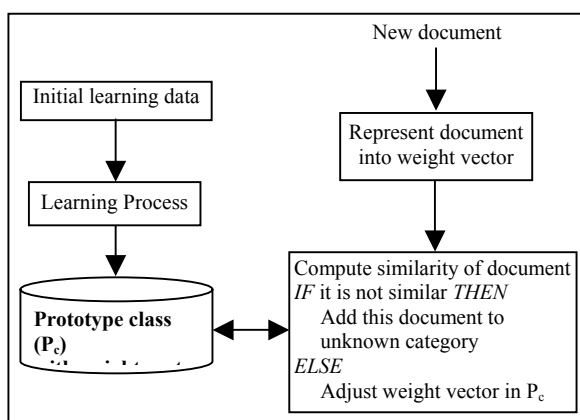 New document
Initial learning data
Represent document
into weight vector
Learning Process
Compute similarity of document
IF it is not similar THEN
Add this document to
unknown category
ELSE
Adjust weight vector in Pc
Prototype class
(Pc)